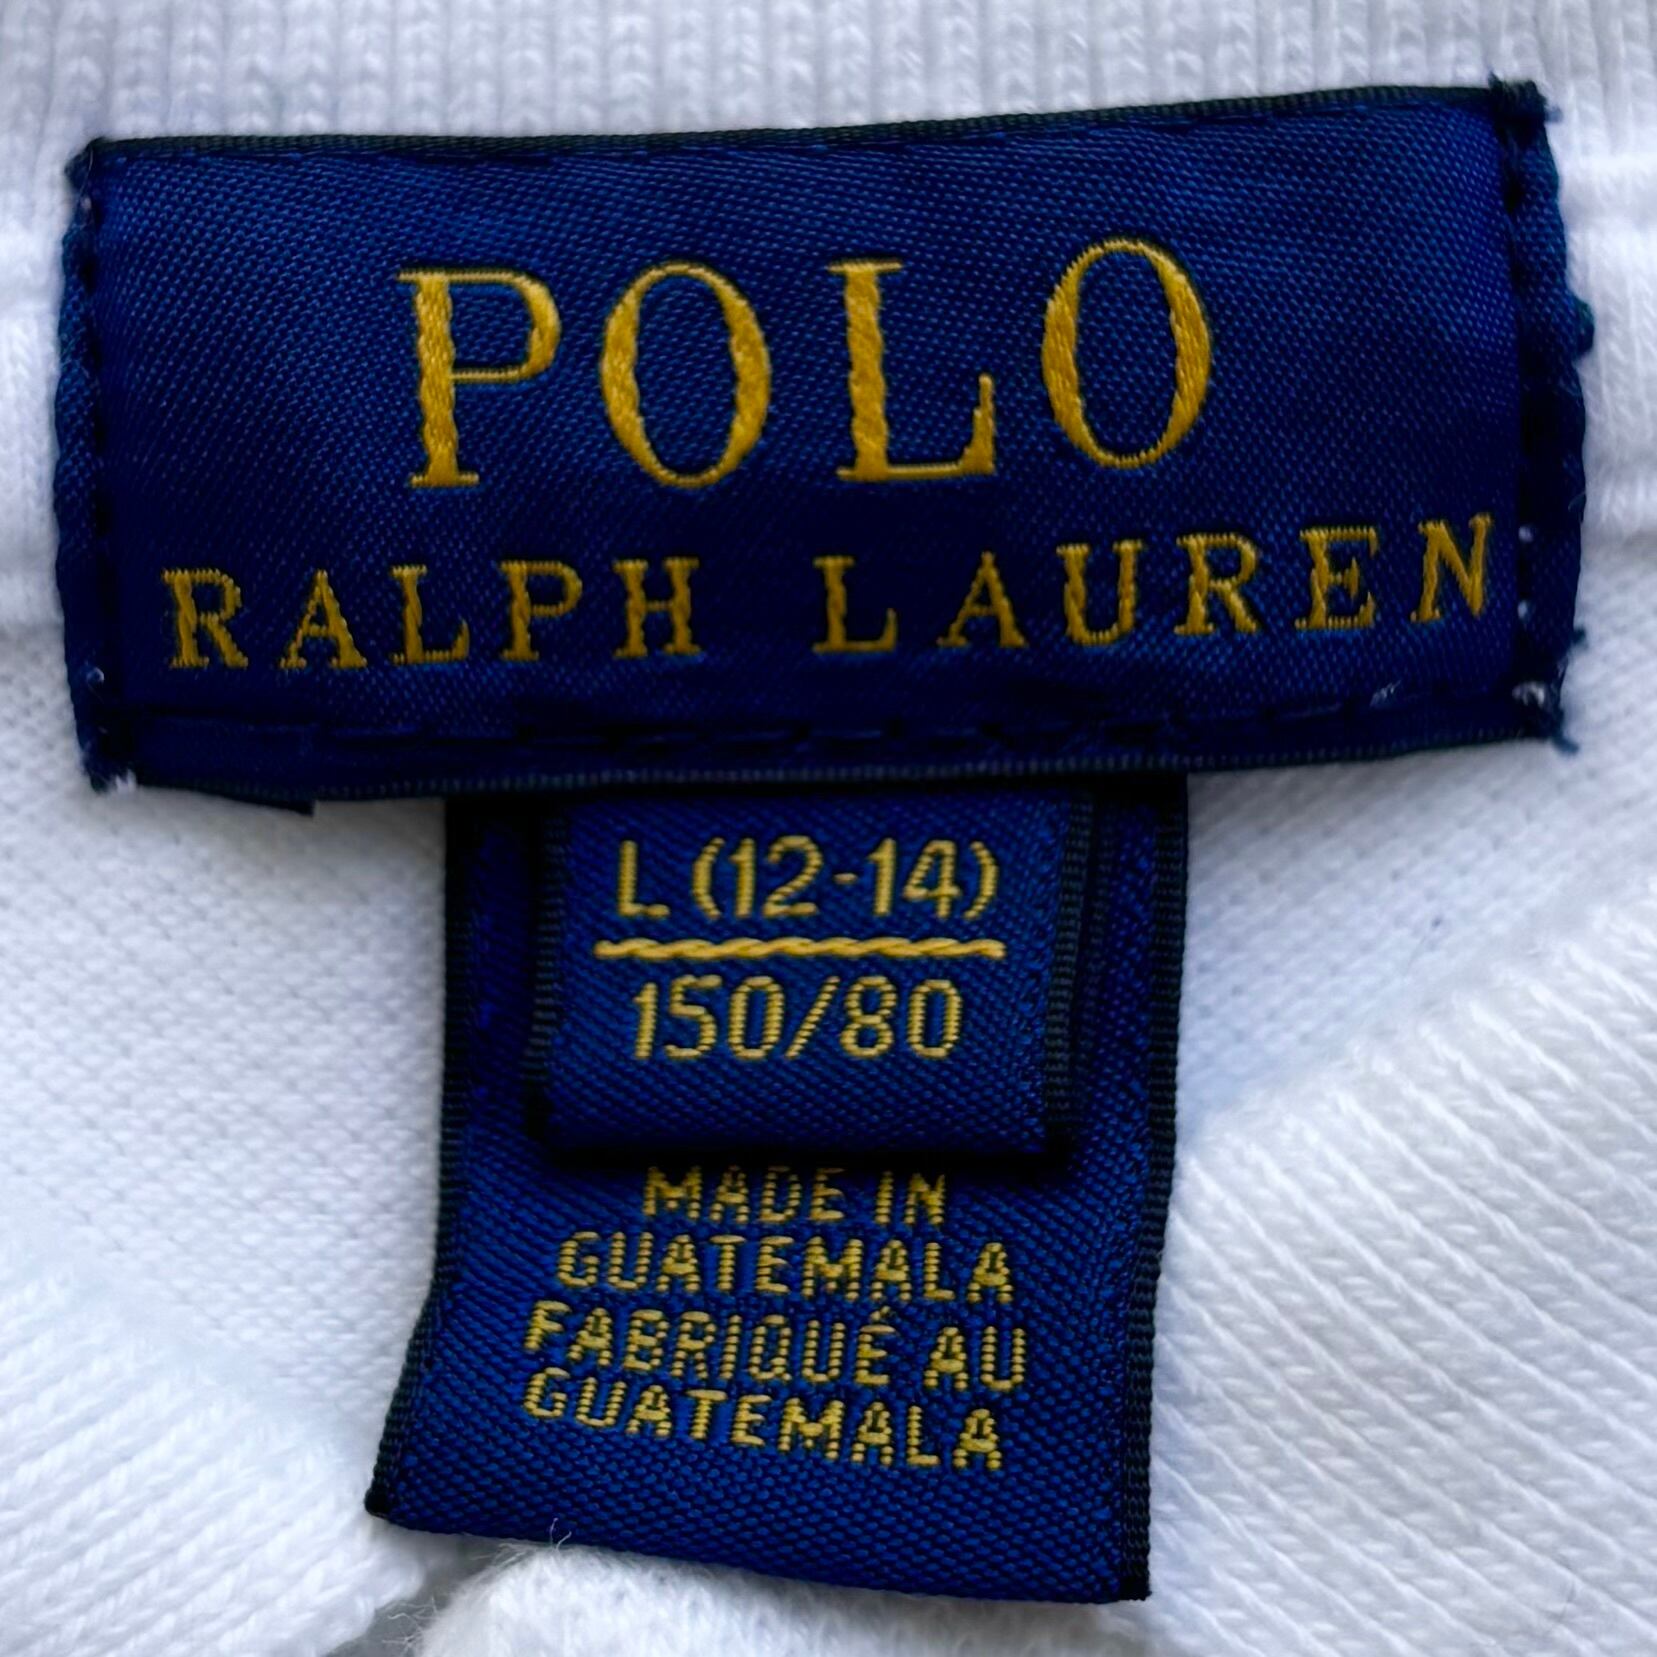 POLO
RALPH LAUREN
L (12-14)
150/80
MADE IN
GUATEMALA
FABRIQUÉ AU
GUATEMALA